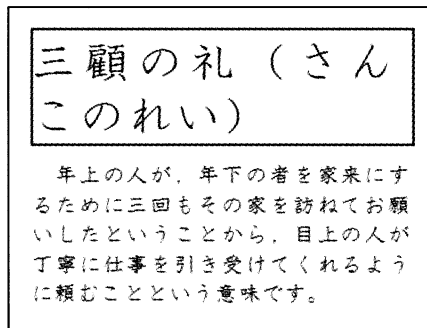 三顧の礼（さん
このれい）
年上の人が，年下の者を家来にす
るために三回もその家を訪ねてお願
いしたということから，目上の人が
丁寧に仕事を引き受けてくれるよう
に頼むことという意味です。